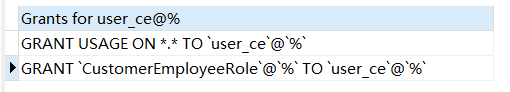 Grants for user_ce@%
GRANT USAGE ON *.* TO `user_ce`@`%`
GRANT `CustomerEmployeeRole`@`%` TO `user_ce`@`%`